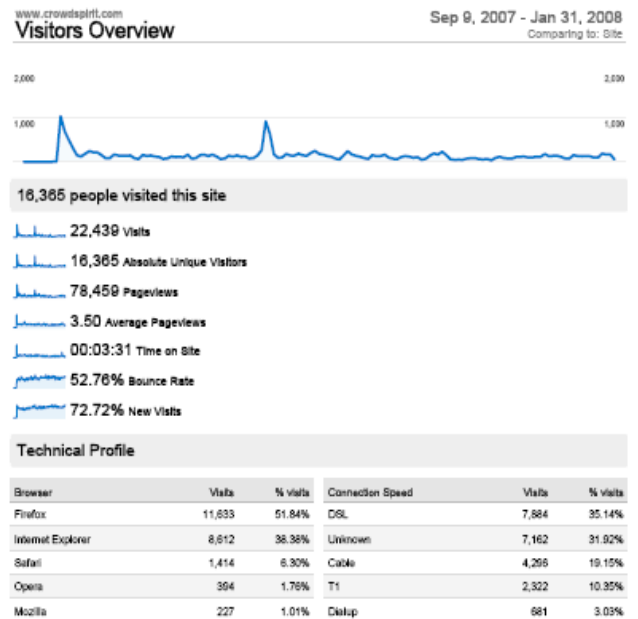 www.crowdspirit.com
Visitors Overview
Sep 9, 2007 - Jan 31, 2008
Comparing to: Site
2,000 2,000
1,000 1,000
16,365 people visited this site
22,439 Visits
16,365 Absolute Unique Visitors
78,459 Pageviews
3.50 Average Pageviews
00:03:31 Time on Site
52.76% Bounce Rate
72.72% New Visits
Technical Profile
Browser Visits % visits Connection Speed Visits % visits
Firefox 11,633 51.84% DSL 7,884 35.14%
Internet Explorer 8,612 38.38% Unknown 7,162 31.92%
Safari 1,414 6.30% Cable 4,296 19.15%
Opera 394 1.76% T1 2,322 10.35%
Mozilla 227 1.01% Dialup 681 3.03%